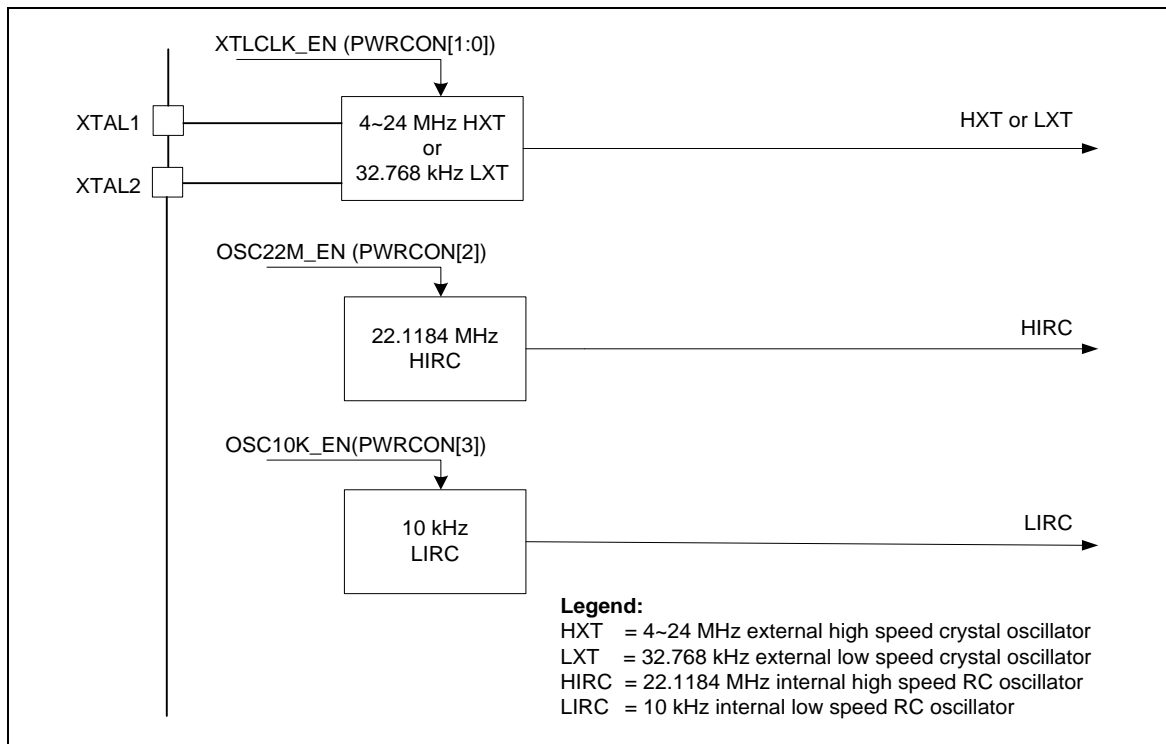 XTLCLK_EN (PWRCON[1:0])
XTAL1
XTAL2
4~24 MHz HXT
or
32.768 kHz LXT
HXT or LXT
OSC22M_EN (PWRCON[2])
22.1184 MHz
HIRC
HIRC
OSC10K_EN(PWRCON[3])
10 kHz
LIRC
LIRC
Legend:
HXT = 4~24 MHz external high speed crystal oscillator
LXT = 32.768 kHz external low speed crystal oscillator
HIRC = 22.1184 MHz internal high speed RC oscillator
LIRC = 10 kHz internal low speed RC oscillator